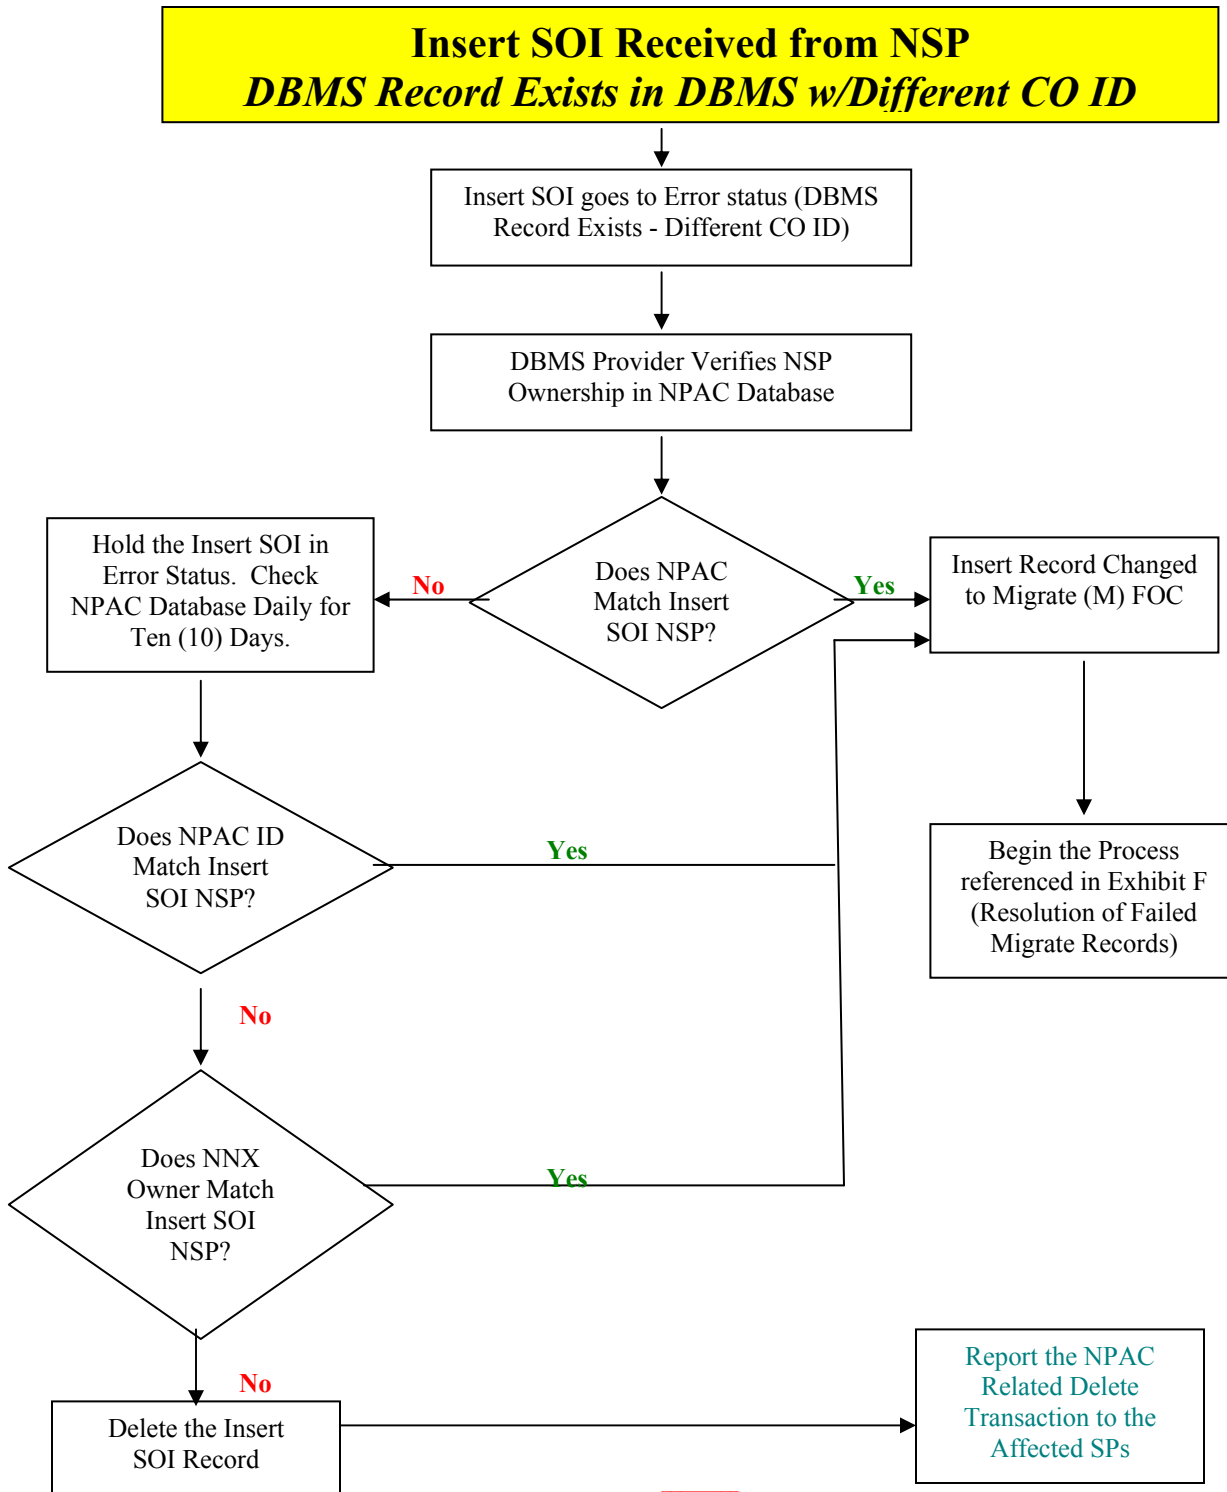 Insert SOI Received from NSP
DBMS Record Exists in DBMS w/Different CO ID
Insert SOI goes to Error status (DBMS
Record Exists - Different CO ID)
DBMS Provider Verifies NSP
Ownership in NPAC Database
Does NPAC
Match Insert
SOI NSP?
No
Yes
Hold the Insert SOI in
Error Status.  Check
NPAC Database Daily for
Ten (10) Days.
Insert Record Changed
to Migrate (M) FOC
Begin the Process
referenced in Exhibit F
(Resolution of Failed
Migrate Records)
Does NPAC ID
Match Insert
SOI NSP?
Yes
No
Does NNX
Owner Match
Insert SOI
NSP?
Yes
No
Delete the Insert
SOI Record
Report the NPAC
Related Delete
Transaction to the
Affected SPs